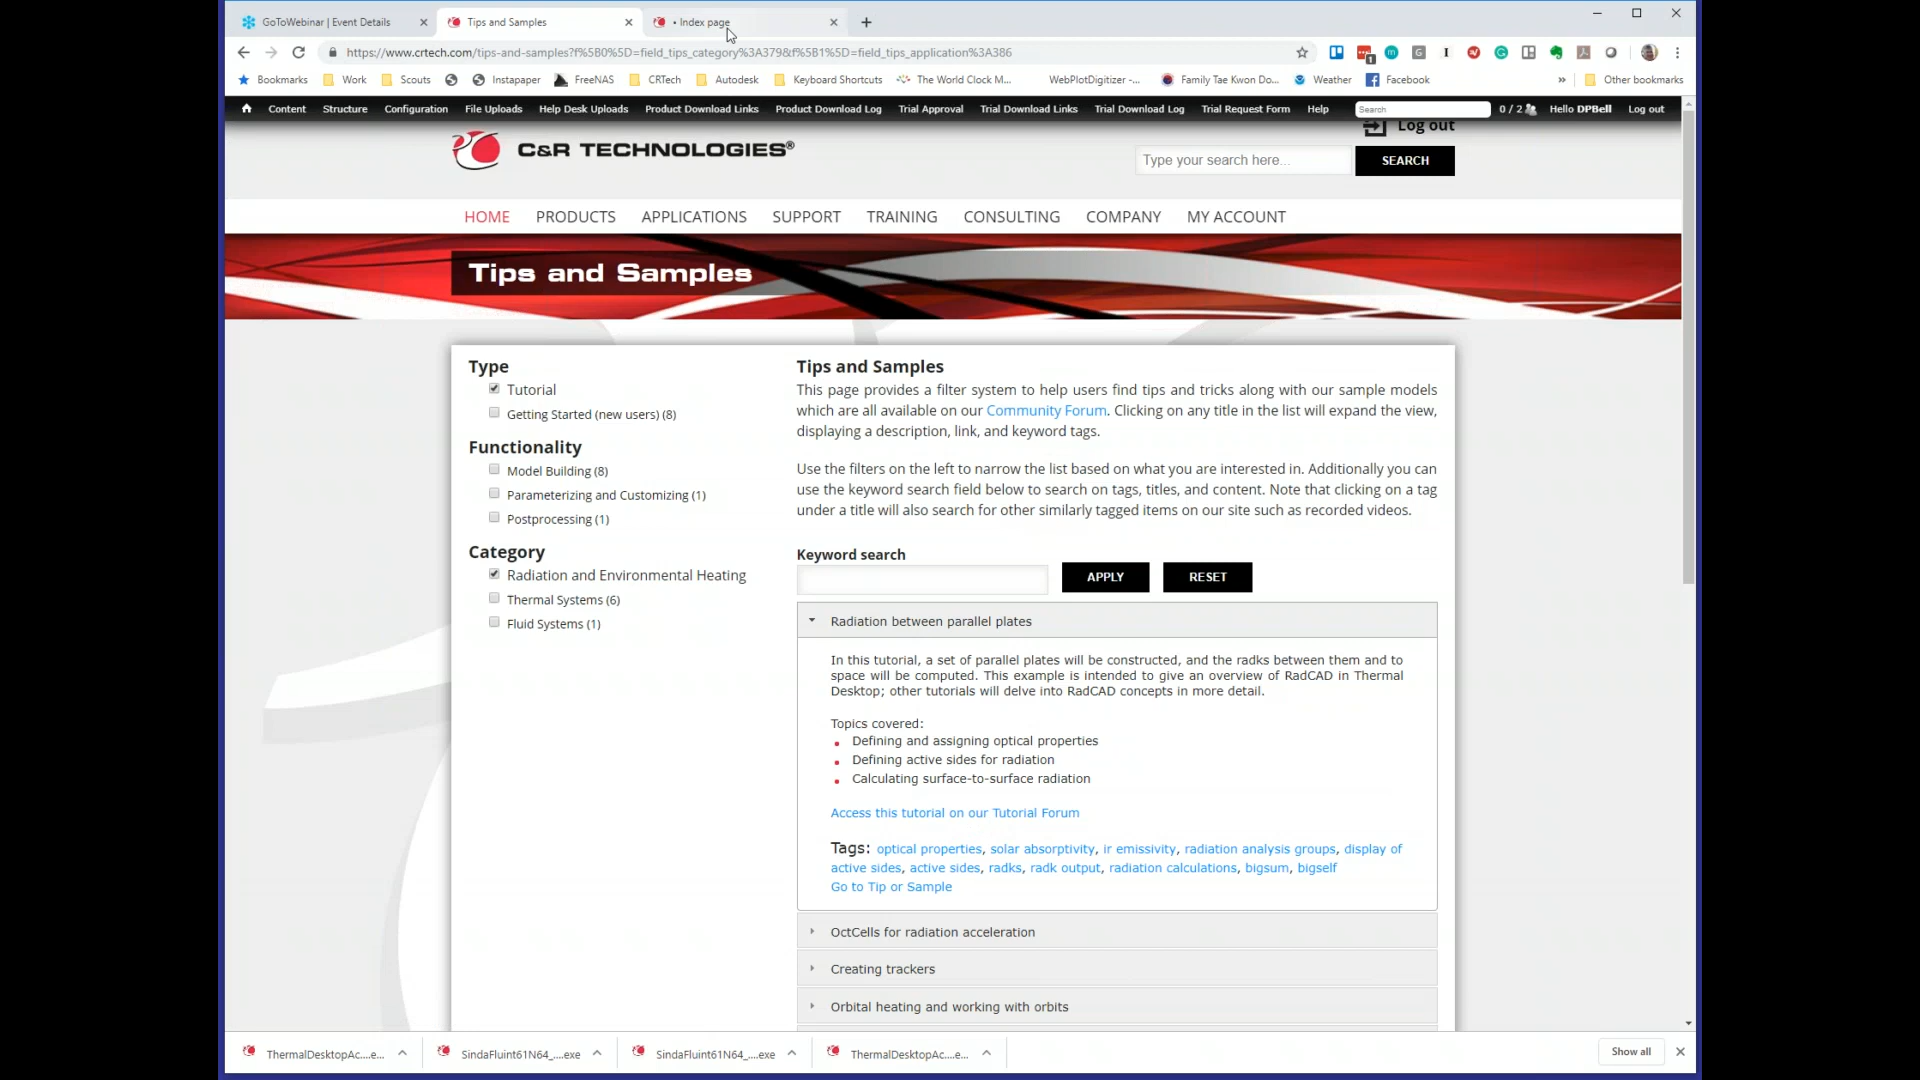 GoToWebinar | Event Details
Tips and Samples
• Index page
https://www.crtech.com/tips-and-samples?f%5B0%5D=field_tips_category%3A379&f%5B1%5D=field_tips_application%3A386
Bookmarks Work Scouts Instapaper FreeNAS CRTech Autodesk Keyboard Shortcuts The World Clock M... WebPlotDigitizer -... Family Tae Kwon Do... Weather Facebook » Other bookmarks
Content Structure Configuration File Uploads Help Desk Uploads Product Download Links Product Download Log Trial Approval Trial Download Links Trial Download Log Trial Request Form Help Search 0 / 2 Hello DPBell Log out
Log out
C&R TECHNOLOGIES®
Type your search here... SEARCH
HOME PRODUCTS APPLICATIONS SUPPORT TRAINING CONSULTING COMPANY MY ACCOUNT
Tips and Samples
Type
Tutorial
Getting Started (new users) (8)
Functionality
Model Building (8)
Parameterizing and Customizing (1)
Postprocessing (1)
Category
Radiation and Environmental Heating
Thermal Systems (6)
Fluid Systems (1)
Tips and Samples
This page provides a filter system to help users find tips and tricks along with our sample models
which are all available on our Community Forum. Clicking on any title in the list will expand the view,
displaying a description, link, and keyword tags.
Use the filters on the left to narrow the list based on what you are interested in. Additionally you can
use the keyword search field below to search on tags, titles, and content. Note that clicking on a tag
under a title will also search for other similarly tagged items on our site such as recorded videos.
Keyword search
APPLY RESET
Radiation between parallel plates
In this tutorial, a set of parallel plates will be constructed, and the radks between them and to
space will be computed. This example is intended to give an overview of RadCAD in Thermal
Desktop; other tutorials will delve into RadCAD concepts in more detail.
Topics covered:
Defining and assigning optical properties
Defining active sides for radiation
Calculating surface-to-surface radiation
Access this tutorial on our Tutorial Forum
Tags: optical properties, solar absorptivity, ir emissivity, radiation analysis groups, display of
active sides, active sides, radks, radk output, radiation calculations, bigsum, bigself
Go to Tip or Sample
OctCells for radiation acceleration
Creating trackers
Orbital heating and working with orbits
ThermalDesktopAc....e... SindaFluint61N64_....exe SindaFluint61N64_....exe ThermalDesktopAc....e... Show all